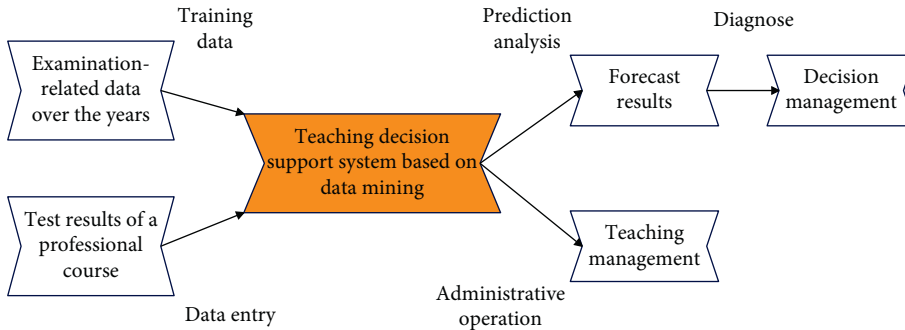 Training
data
Examination-
related data
over the years
Test results of a
professional
course
Data entry
Teaching decision
support system based on
data mining
Prediction
analysis
Forecast
results
Diagnose
Decision
management
Teaching
management
Administrative
operation